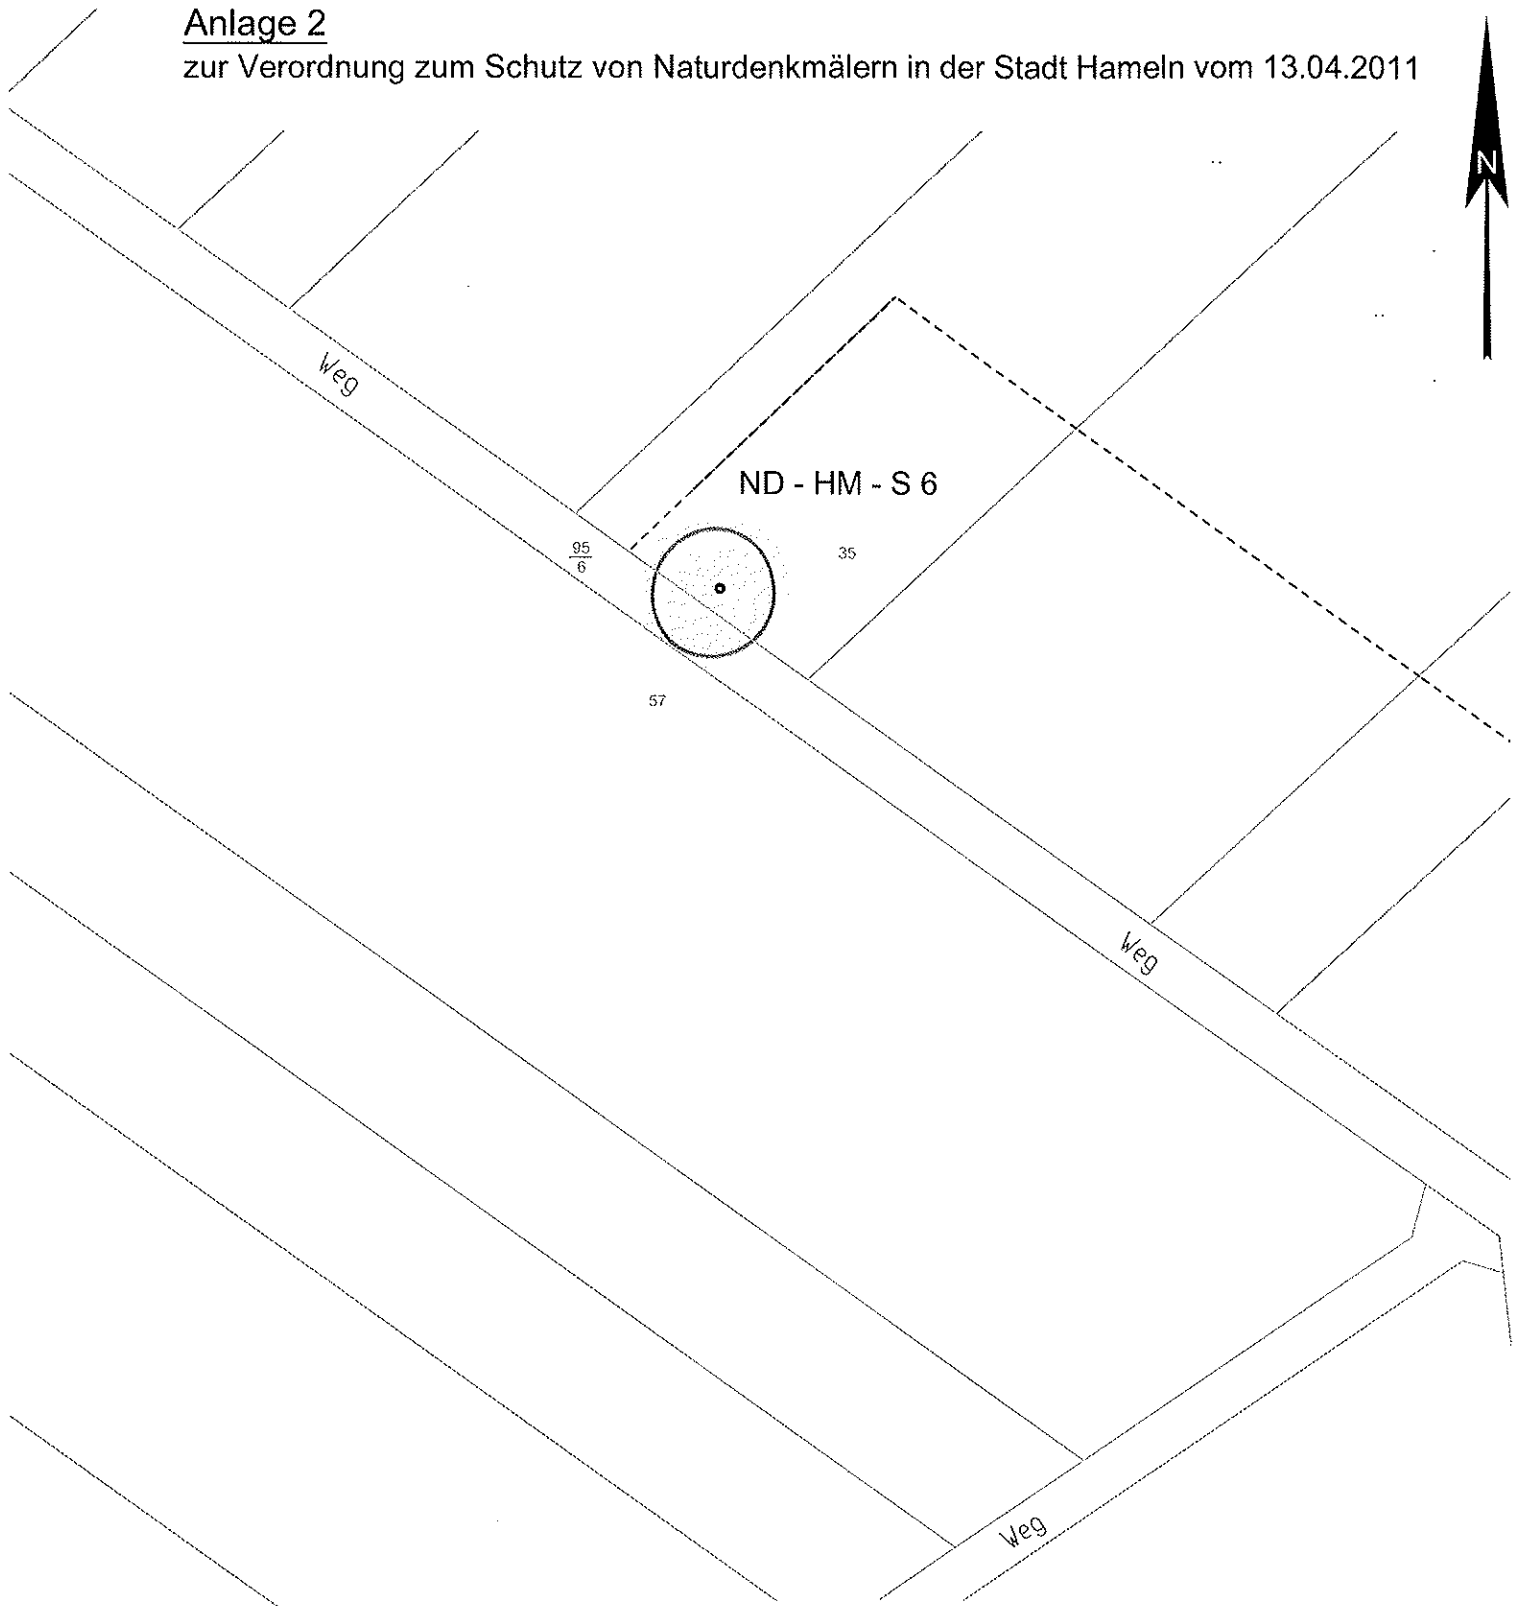 Anlage 2
zur Verordnung zum Schutz von Naturdenkmälern in der Stadt Hameln vom 13.04.2011
N
Weg
ND - HM - S 6
95
6
35
57
Weg
Weg